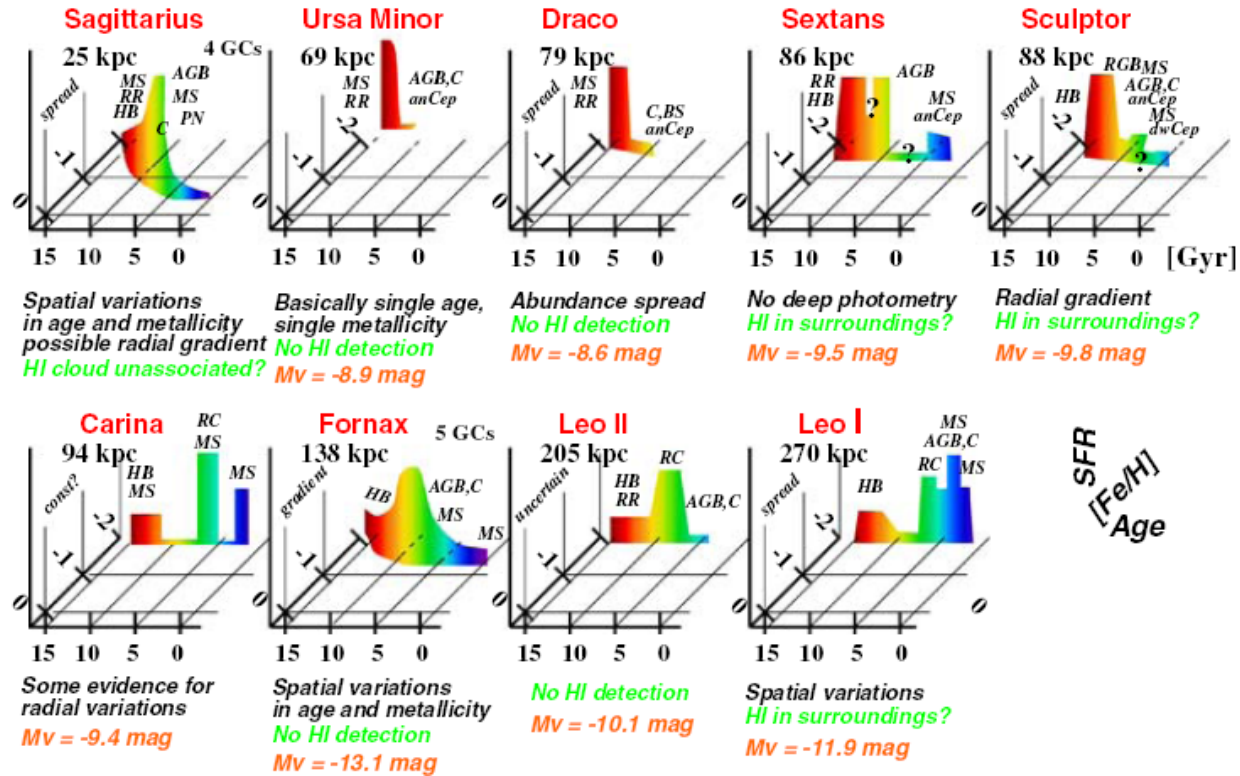 Sagittarius
25 kpc
4 GCs
spread
MS
RR
HB
AGB
MS
PN
C
-1
0
15 10 5 0
Spatial variations
in age and metallicity
possible radial gradient
HI cloud unassociated?
Ursa Minor
69 kpc
MS
RR
AGB,C
anCep
-2
-1
0
15 10 5 0
Basically single age,
single metallicity
No HI detection
Mv = -8.9 mag
Draco
79 kpc
spread
MS
RR
C,BS
anCep
-1
0
15 10 5 0
Abundance spread
No HI detection
Mv = -8.6 mag
Sextans
86 kpc
RR
HB
AGB
?
MS
anCep
?
-2
-1
0
15 10 5 0
No deep photometry
HI in surroundings?
Mv = -9.5 mag
Sculptor
88 kpc
spread
HB
RGB MS
AGB,C
anCep
MS
dwCep
?
-2
-1
0
15 10 5 0 [Gyr]
Radial gradient
HI in surroundings?
Mv = -9.8 mag
Carina
94 kpc
const?
HB
MS
RC
MS
MS
-2
-1
0
15 10 5 0
Some evidence for
radial variations
Mv = -9.4 mag
Fornax
138 kpc
5 GCs
gradient
HB
AGB,C
MS
MS
-1
0
15 10 5 0
Spatial variations
in age and metallicity
No HI detection
Mv = -13.1 mag
Leo II
205 kpc
uncertain
HB
RR
RC
AGB,C
-2
-1
0
15 10 5 0
No HI detection
Mv = -10.1 mag
Leo I
270 kpc
spread
HB
RC
MS
AGB,C
MS
-2
-1
0
0
15 10 5 0
Spatial variations
HI in surroundings?
Mv = -11.9 mag
SFR
[Fe/H]
Age